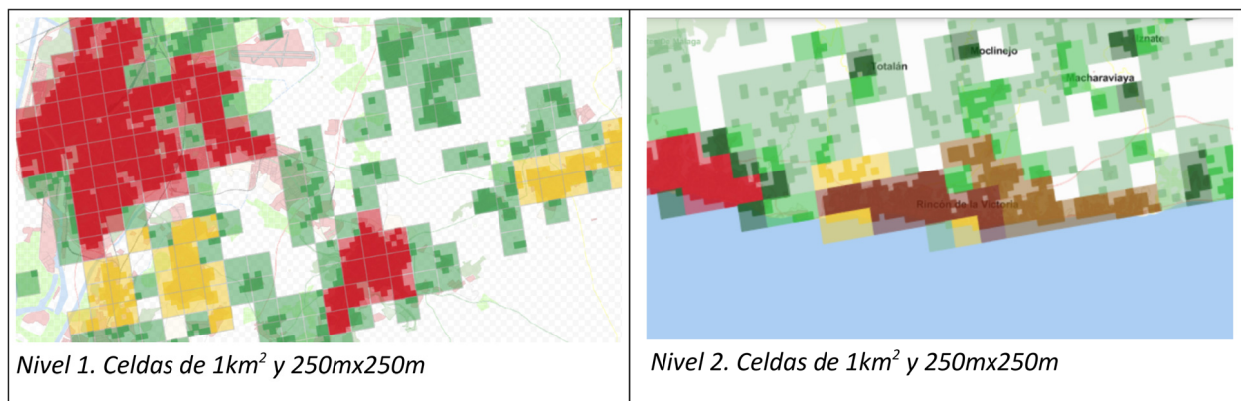 Moclinejo
Iznate
Totalán
Macharaviaya
Rincón de la Victoria
Nivel 1. Celdas de 1km² y 250mx250m
Nivel 2. Celdas de 1km² y 250mx250m